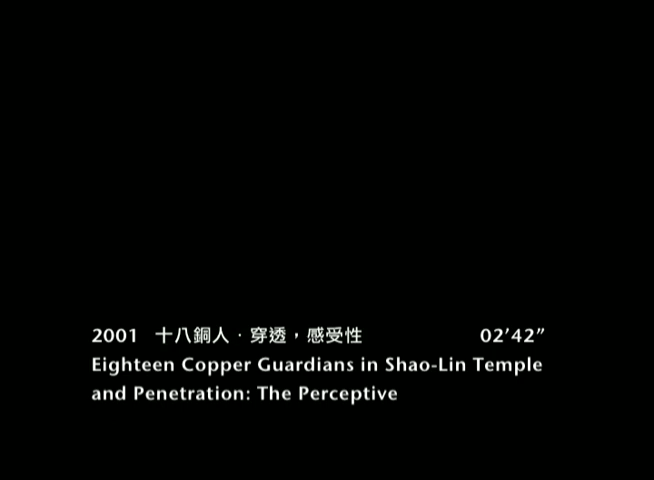 2001 十八銅人．穿透，感受性 02’42”
Eighteen Copper Guardians in Shao-Lin Temple
and Penetration: The Perceptive